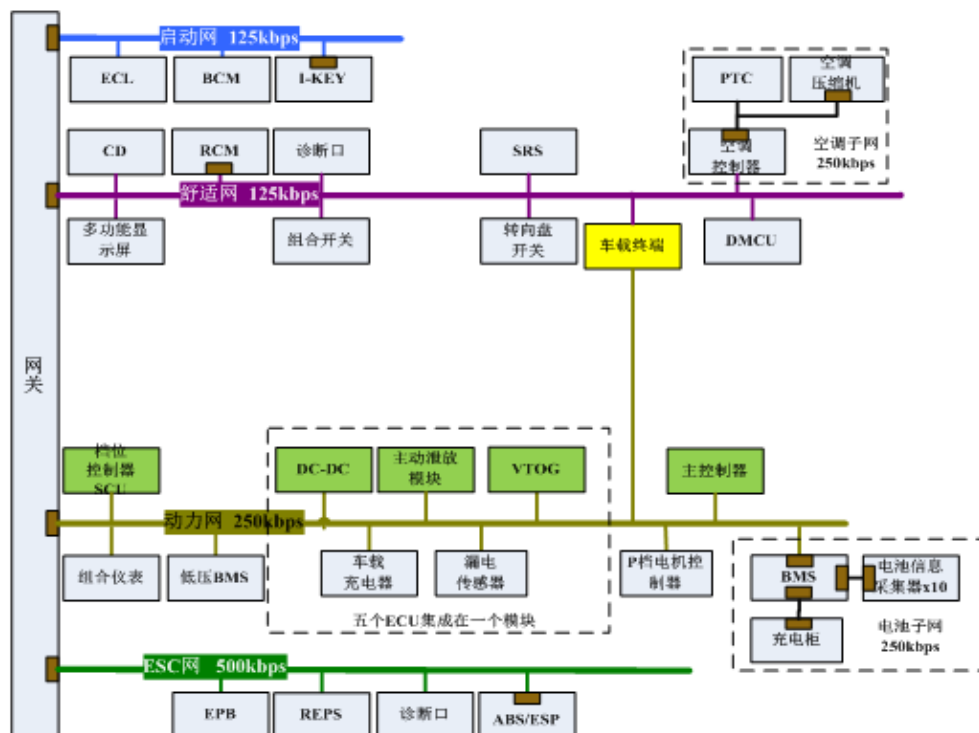 启动网 125kbps
ECL
BCM
I-KEY
PTC
空调
压缩机
CD
RCM
诊断口
SRS
空调
控制器
空调子网
250kbps
舒适网 125kbps
多功能显
示屏
组合开关
转向盘
开关
车载终端
DMCU
网
关
档位
控制器
SCU
DC-DC
主动泄放
模块
VTOG
主控制器
动力网 250kbps
组合仪表
低压BMS
车载
充电器
漏电
传感器
P档电机控
制器
BMS
电池信息
采集器x10
五个ECU集成在一个模块
充电柜
电池子网
250kbps
ESC网 500kbps
EPB
REPS
诊断口
ABS/ESP